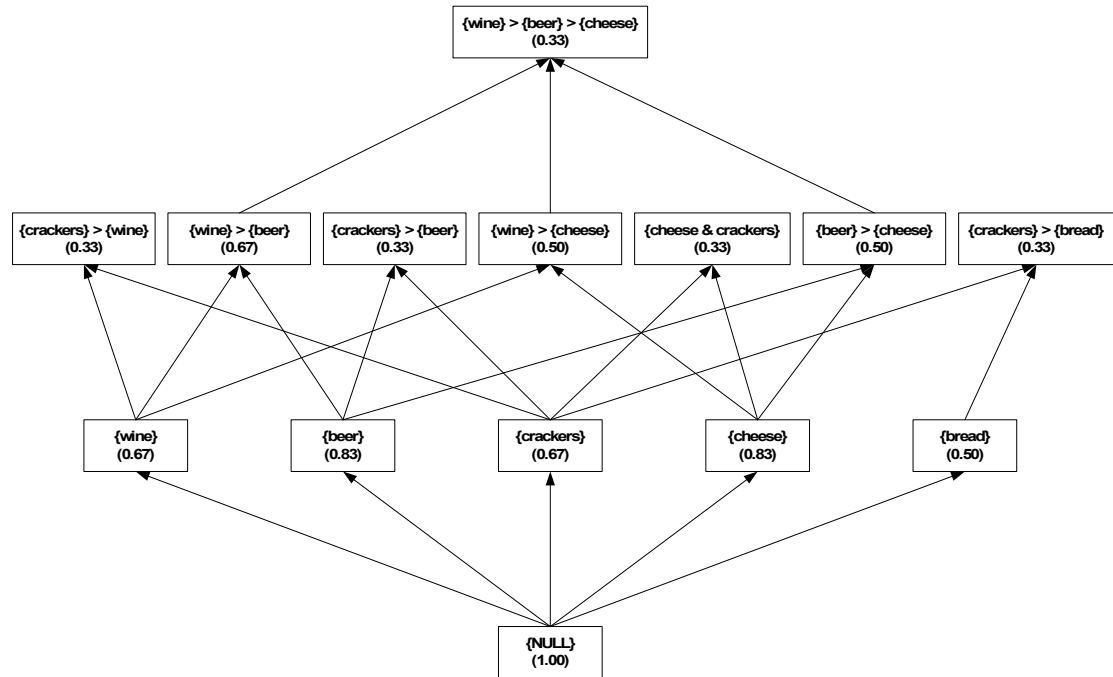 {wine} > {beer} > {cheese}
(0.33)
{crackers} > {wine}
(0.33)
{wine} > {beer}
(0.67)
{crackers} > {beer}
(0.33)
{wine} > {cheese}
(0.50)
{cheese & crackers}
(0.33)
{beer} > {cheese}
(0.50)
{crackers} > {bread}
(0.33)
{wine}
(0.67)
{beer}
(0.83)
{crackers}
(0.67)
{cheese}
(0.83)
{bread}
(0.50)
{NULL}
(1.00)